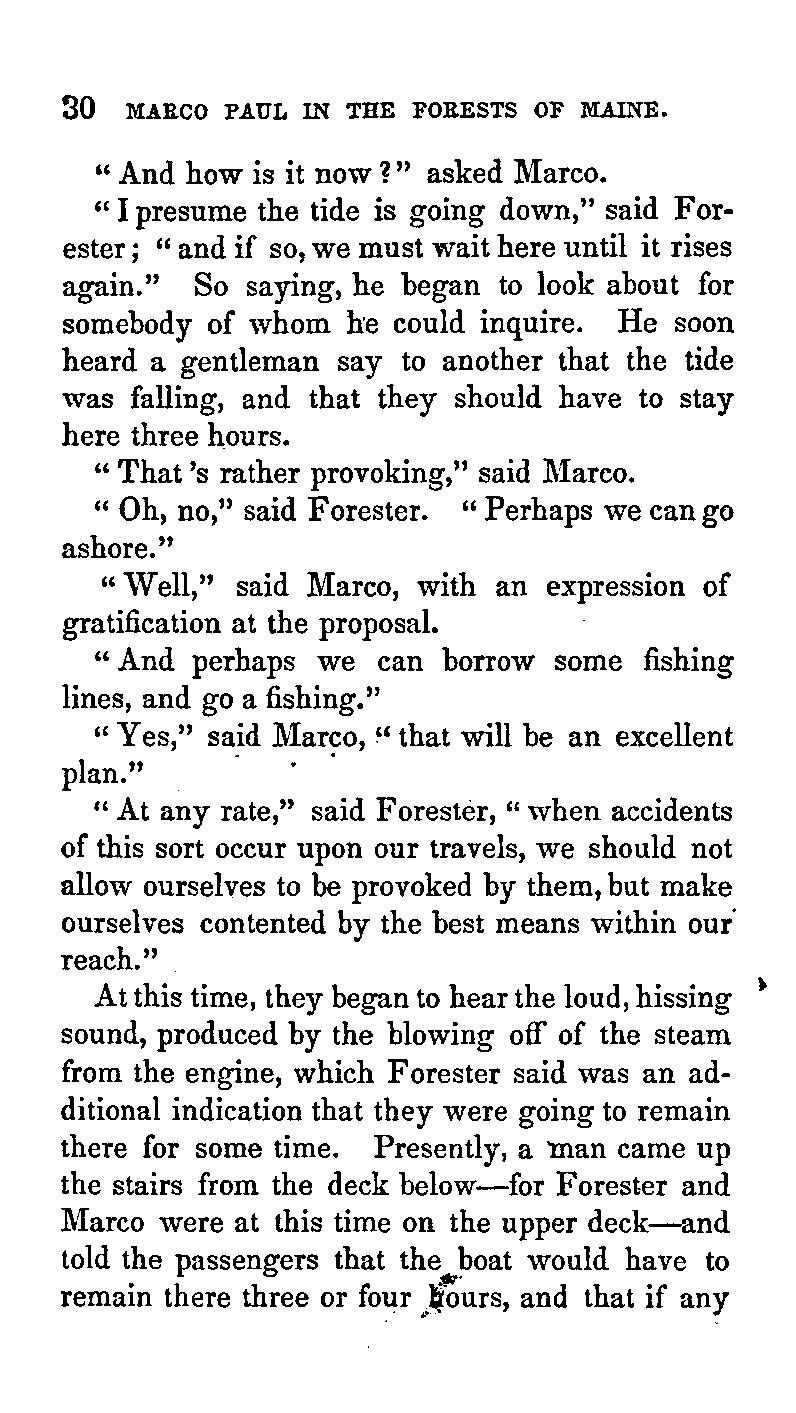 30 MARCO PAUL IN THE FORESTS OF MAINE.
“ And how is it now ?” asked Marco.
“ I presume the tide is going down,” said For-
ester ; “ and if so, we must wait here until it rises
again.” So saying, he began to look about for
somebody of whom he could inquire. He soon
heard a gentleman say to another that the tide
was falling, and that they should have to stay
here three hours.
“ That ’s rather provoking,” said Marco.
“ Oh, no,” said Forester. “ Perhaps we can go
ashore.”
“ Well,” said Marco, with an expression of
gratification at the proposal.
“ And perhaps we can borrow some fishing
lines, and go a fishing.”
“ Yes,” said Marco, “ that will be an excellent
plan.”
“ At any rate,” said Forester, “ when accidents
of this sort occur upon our travels, we should not
allow ourselves to be provoked by them, but make
ourselves contented by the best means within our
reach.”
At this time, they began to hear the loud, hissing
sound, produced by the blowing off of the steam
from the engine, which Forester said was an ad-
ditional indication that they were going to remain
there for some time. Presently, a man came up
the stairs from the deck below—for Forester and
Marco were at this time on the upper deck—and
told the passengers that the boat would have to
remain there three or four hours, and that if any